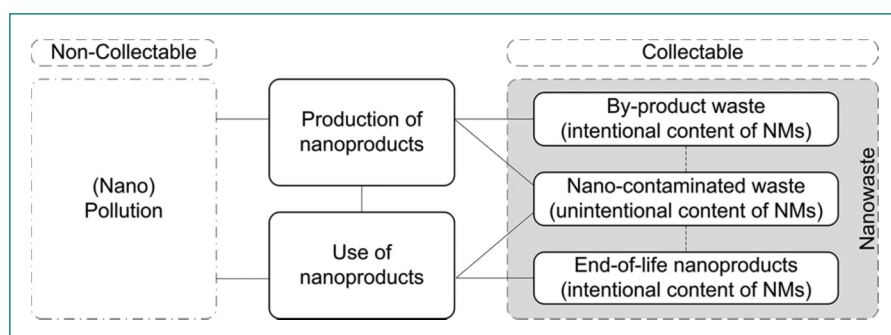 Non-Collectable
Collectable
(Nano)
Pollution
Production of
nanoproducts
Use of
nanoproducts
By-product waste
(intentional content of NMs)
Nano-contaminated waste
(unintentional content of NMs)
End-of-life nanoproducts
(intentional content of NMs)
Nanowaste